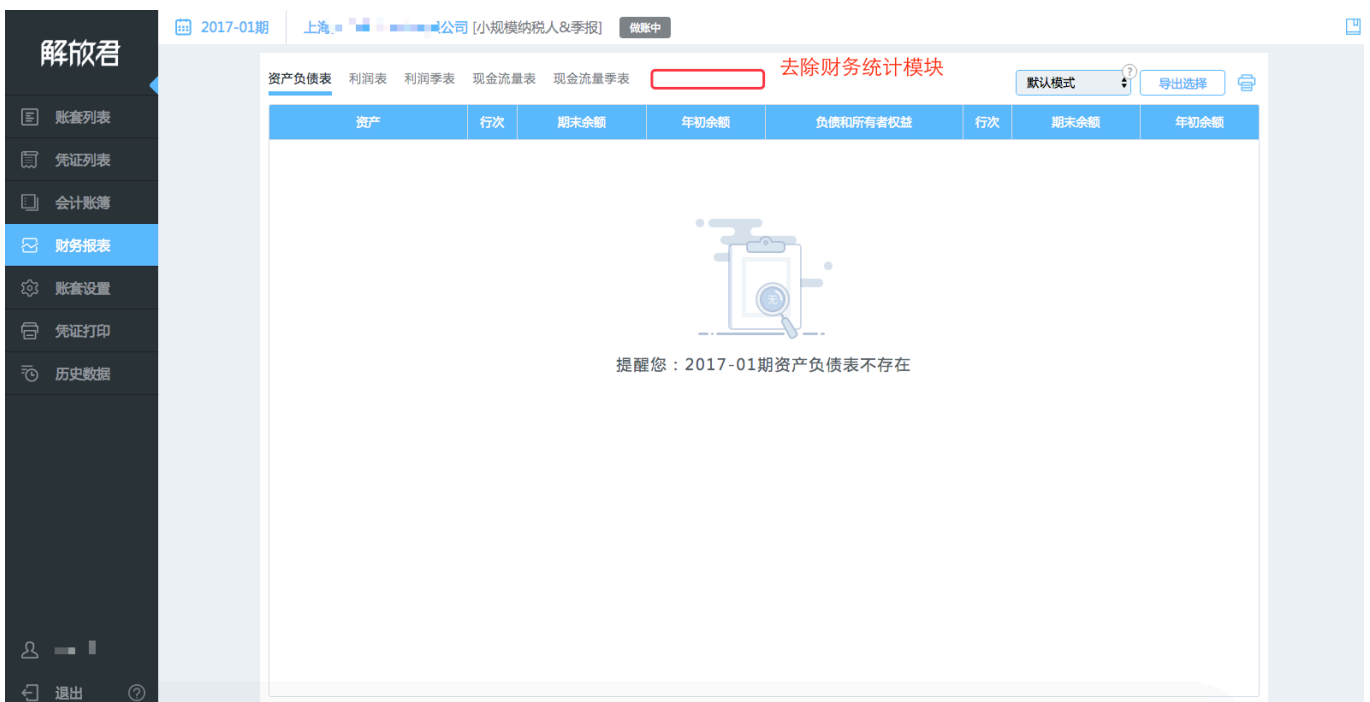 解放君
2017-01期 上海 公司 [小规模纳税人&季报] 做账中
资产负债表 利润表 利润季表 现金流量表 现金流量季表 去除财务统计模块 默认模式 ? 导出选择
资产 行次 期末余额 年初余额 负债和所有者权益 行次 期末余额 年初余额
账套列表
凭证列表
会计账簿
财务报表
账套设置
凭证打印
历史数据
无
提醒您：2017-01期资产负债表不存在
退出 ?